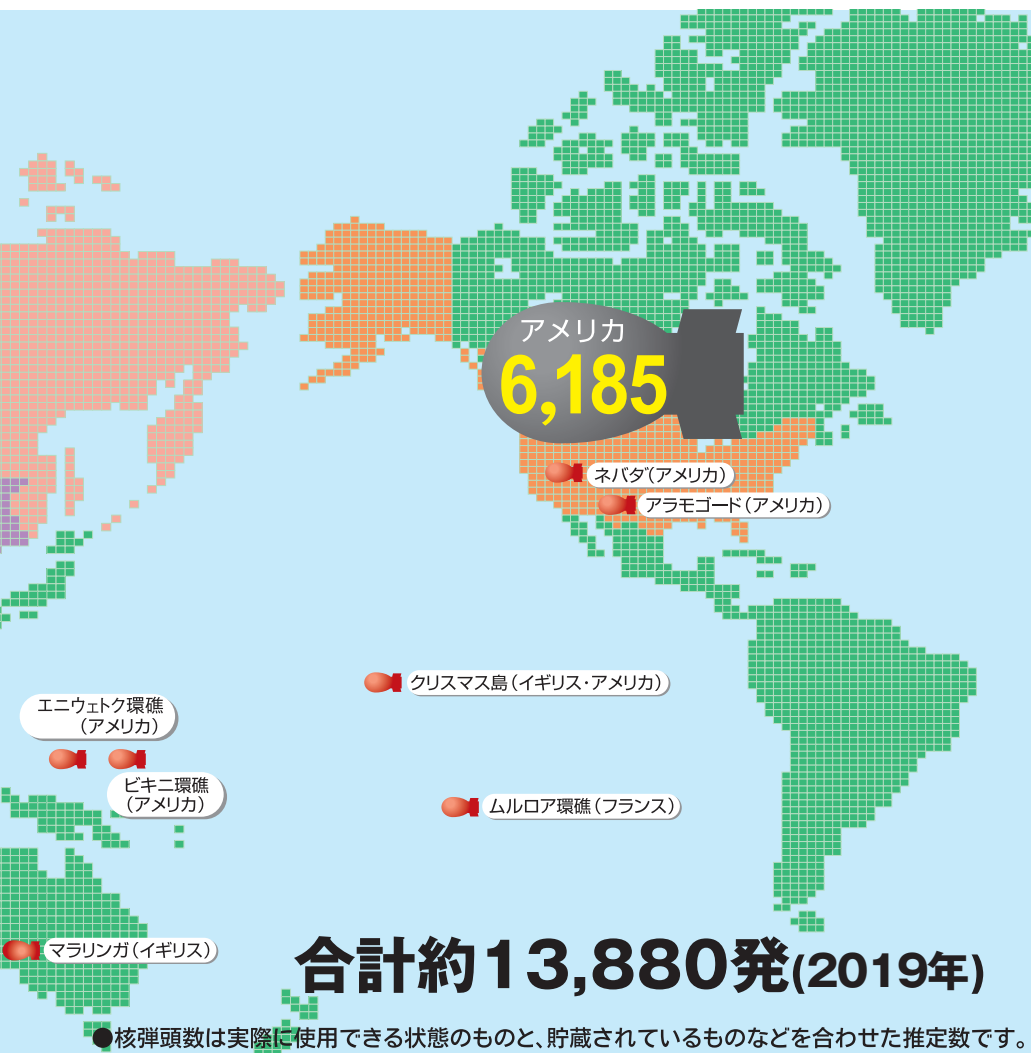 アメリカ
6,185
ネバダ(アメリカ)
アラモゴード(アメリカ)
クリスマス島(イギリス・アメリカ)
エニウェトク環礁
(アメリカ)
ビキニ環礁
(アメリカ)
ムルロア環礁(フランス)
マラリンガ(イギリス)
合計約13,880発(2019年)
●核弾頭数は実際に使用できる状態のものと、貯蔵されているものなどを合わせた推定数です。